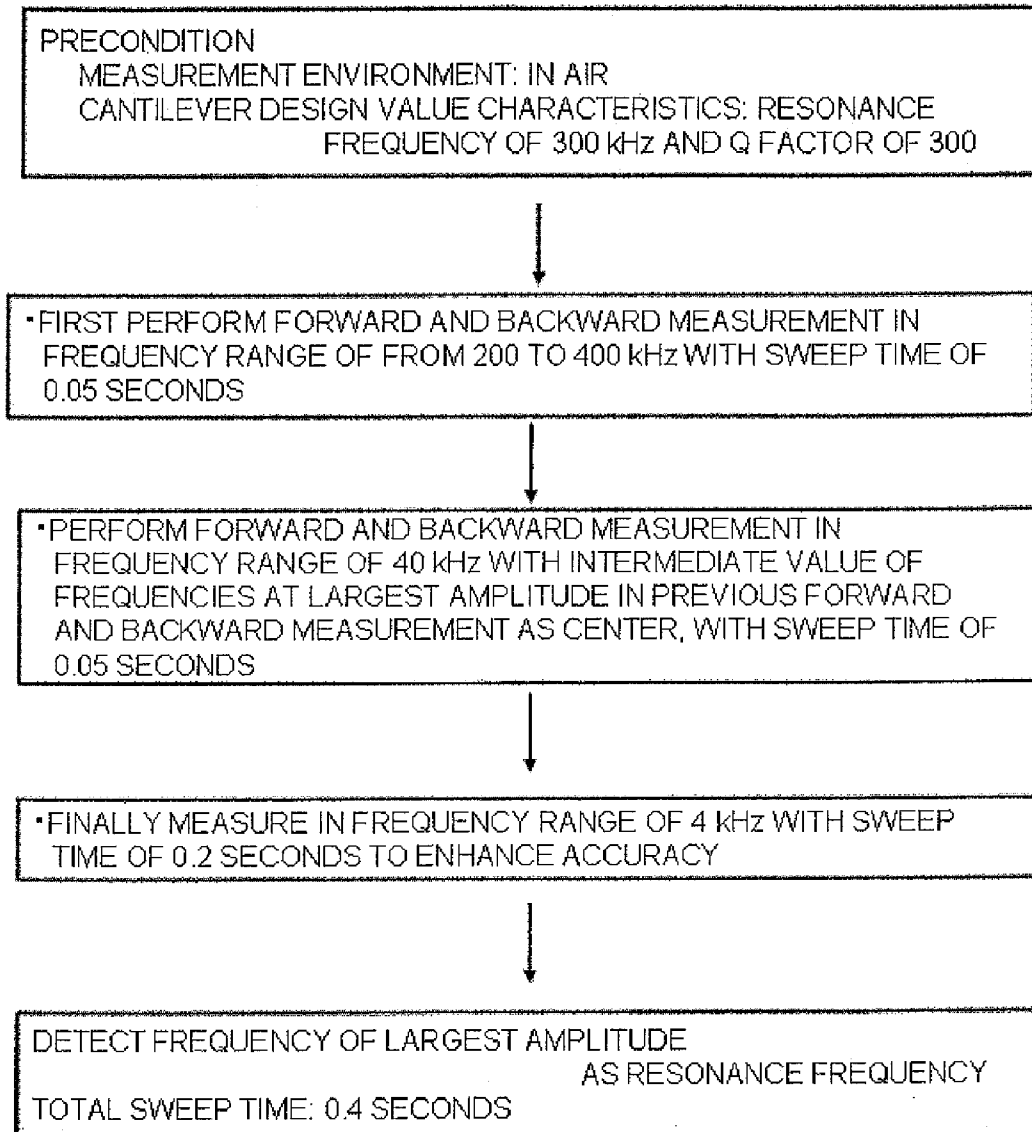 PRECONDITION
MEASUREMENT ENVIRONMENT: IN AIR
CANTILEVER DESIGN VALUE CHARACTERISTICS: RESONANCE
FREQUENCY OF 300 kHz AND Q FACTOR OF 300
▪FIRST PERFORM FORWARD AND BACKWARD MEASUREMENT IN
FREQUENCY RANGE OF FROM 200 TO 400 kHz WITH SWEEP TIME OF
0.05 SECONDS
▪PERFORM FORWARD AND BACKWARD MEASUREMENT IN
FREQUENCY RANGE OF 40 kHz WITH INTERMEDIATE VALUE OF
FREQUENCIES AT LARGEST AMPLITUDE IN PREVIOUS FORWARD
AND BACKWARD MEASUREMENT AS CENTER, WITH SWEEP TIME OF
0.05 SECONDS
▪FINALLY MEASURE IN FREQUENCY RANGE OF 4 kHz WITH SWEEP
TIME OF 0.2 SECONDS TO ENHANCE ACCURACY
DETECT FREQUENCY OF LARGEST AMPLITUDE
AS RESONANCE FREQUENCY
TOTAL SWEEP TIME: 0.4 SECONDS